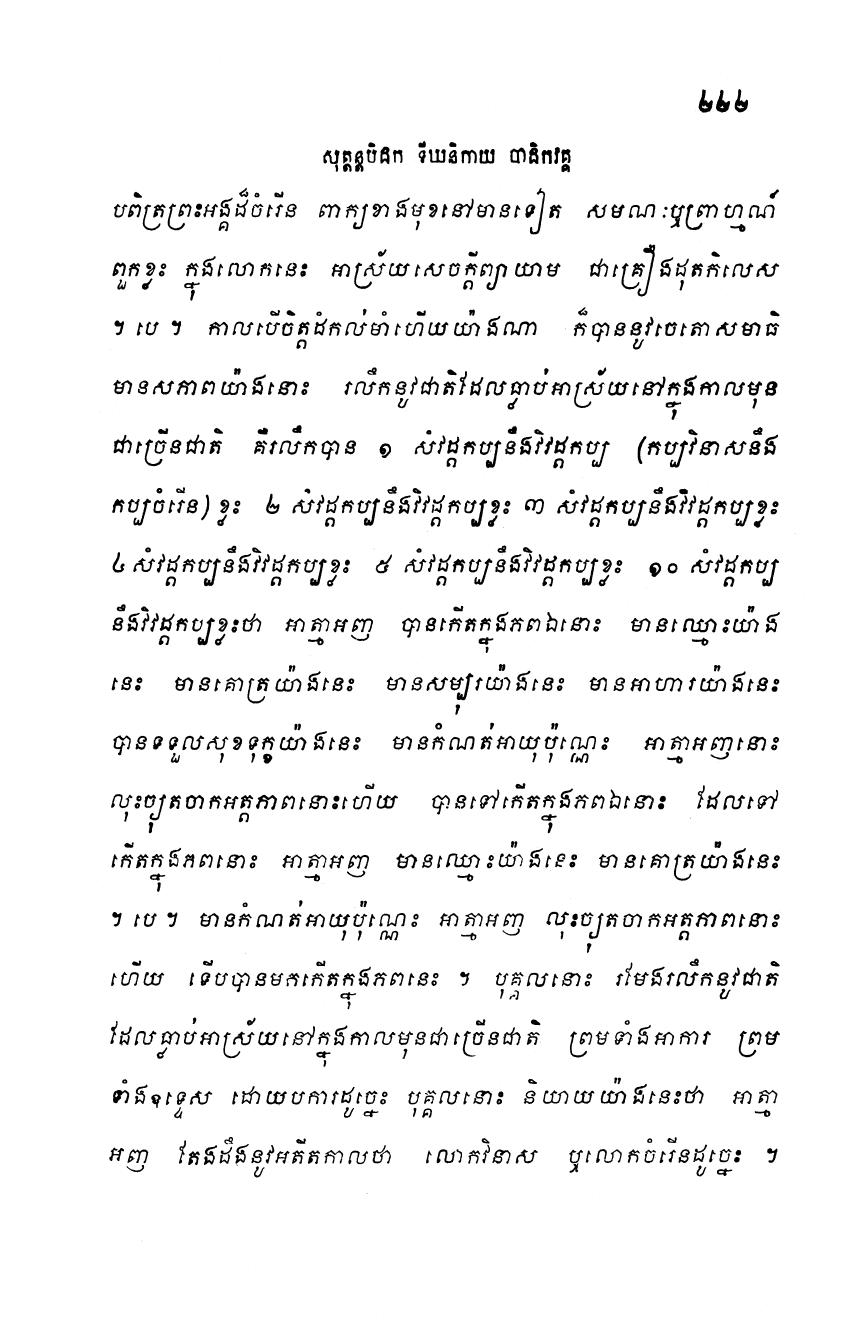 ២២២
សុត្តន្តបិដក ទីឃនិកាយ បាដិកវគ្គ
បពិត្រព្រះអង្គដ៏ចំរើន ពាក្យខាងមុខនៅមានទៀត សមណៈឬព្រាហ្មណ៍
ពួកខ្លះ ក្នុងលោកនេះ អាស្រ័យសេចក្តីព្យាយាម ជាគ្រឿងដុតកិលេស
។ បេ ។ កាលបើចិត្តដំកល់មាំហើយយ៉ាងណា ក៏បាននូវចេតោសមាធិ
មានសភាពយ៉ាងនោះ រលឹកនូវជាតិដែលធ្លាប់អាស្រ័យនៅក្នុងកាលមុន
ជាច្រើនជាតិ គឺរលឹកបាន ១ សំវដ្តកប្បនឹងវិវដ្តកប្ប (កប្បវិនាសនឹង
កប្បចំរើន) ខ្លះ ២ សំវដ្តកប្បនឹងវិវដ្តកប្បខ្លះ ៣ សំវដ្តកប្បនឹងវិវដ្តកប្បខ្លះ
៤ សំវដ្តកប្បនឹងវិវដ្តកប្បខ្លះ ៥ សំវដ្តកប្បនឹងវិវដ្តកប្បខ្លះ ១០ សំវដ្តកប្ប
នឹងវិវដ្តកប្បខ្លះថា អាត្មាអញ បានកើតក្នុងភពឯនោះ មានឈ្មោះយ៉ាង
នេះ មានគោត្រយ៉ាងនេះ មានសម្បុរយ៉ាងនេះ មានអាហារយ៉ាងនេះ
បានទទួលសុខទុក្ខយ៉ាងនេះ មានកំណត់អាយុប៉ុណ្ណេះ អាត្មាអញនោះ
លុះច្យុតចាកអត្តភាពនោះហើយ បានទៅកើតក្នុងភពឯនោះ ដែលទៅ
កើតក្នុងភពនោះ អាត្មាអញ មានឈ្មោះយ៉ាងនេះ មានគោត្រយ៉ាងនេះ
។ បេ ។ មានកំណត់អាយុប៉ុណ្ណេះ អាត្មាអញ លុះច្យុតចាកអត្តភាពនោះ
ហើយ ទើបបានមកកើតក្នុងភពនេះ ។ បុគ្គលនោះ រមែងរលឹកនូវជាតិ
ដែលធ្លាប់អាស្រ័យនៅក្នុងកាលមុនជាច្រើនជាតិ ព្រមទាំងអាការ ព្រម
ទាំងឧទ្ទេស ដោយបការដូច្នេះ បុគ្គលនោះ និយាយយ៉ាងនេះថា អាត្មា
អញ តែងដឹងនូវអតីតកាលថា លោកវិនាស ឬលោកចំរើនដូច្នេះ ។